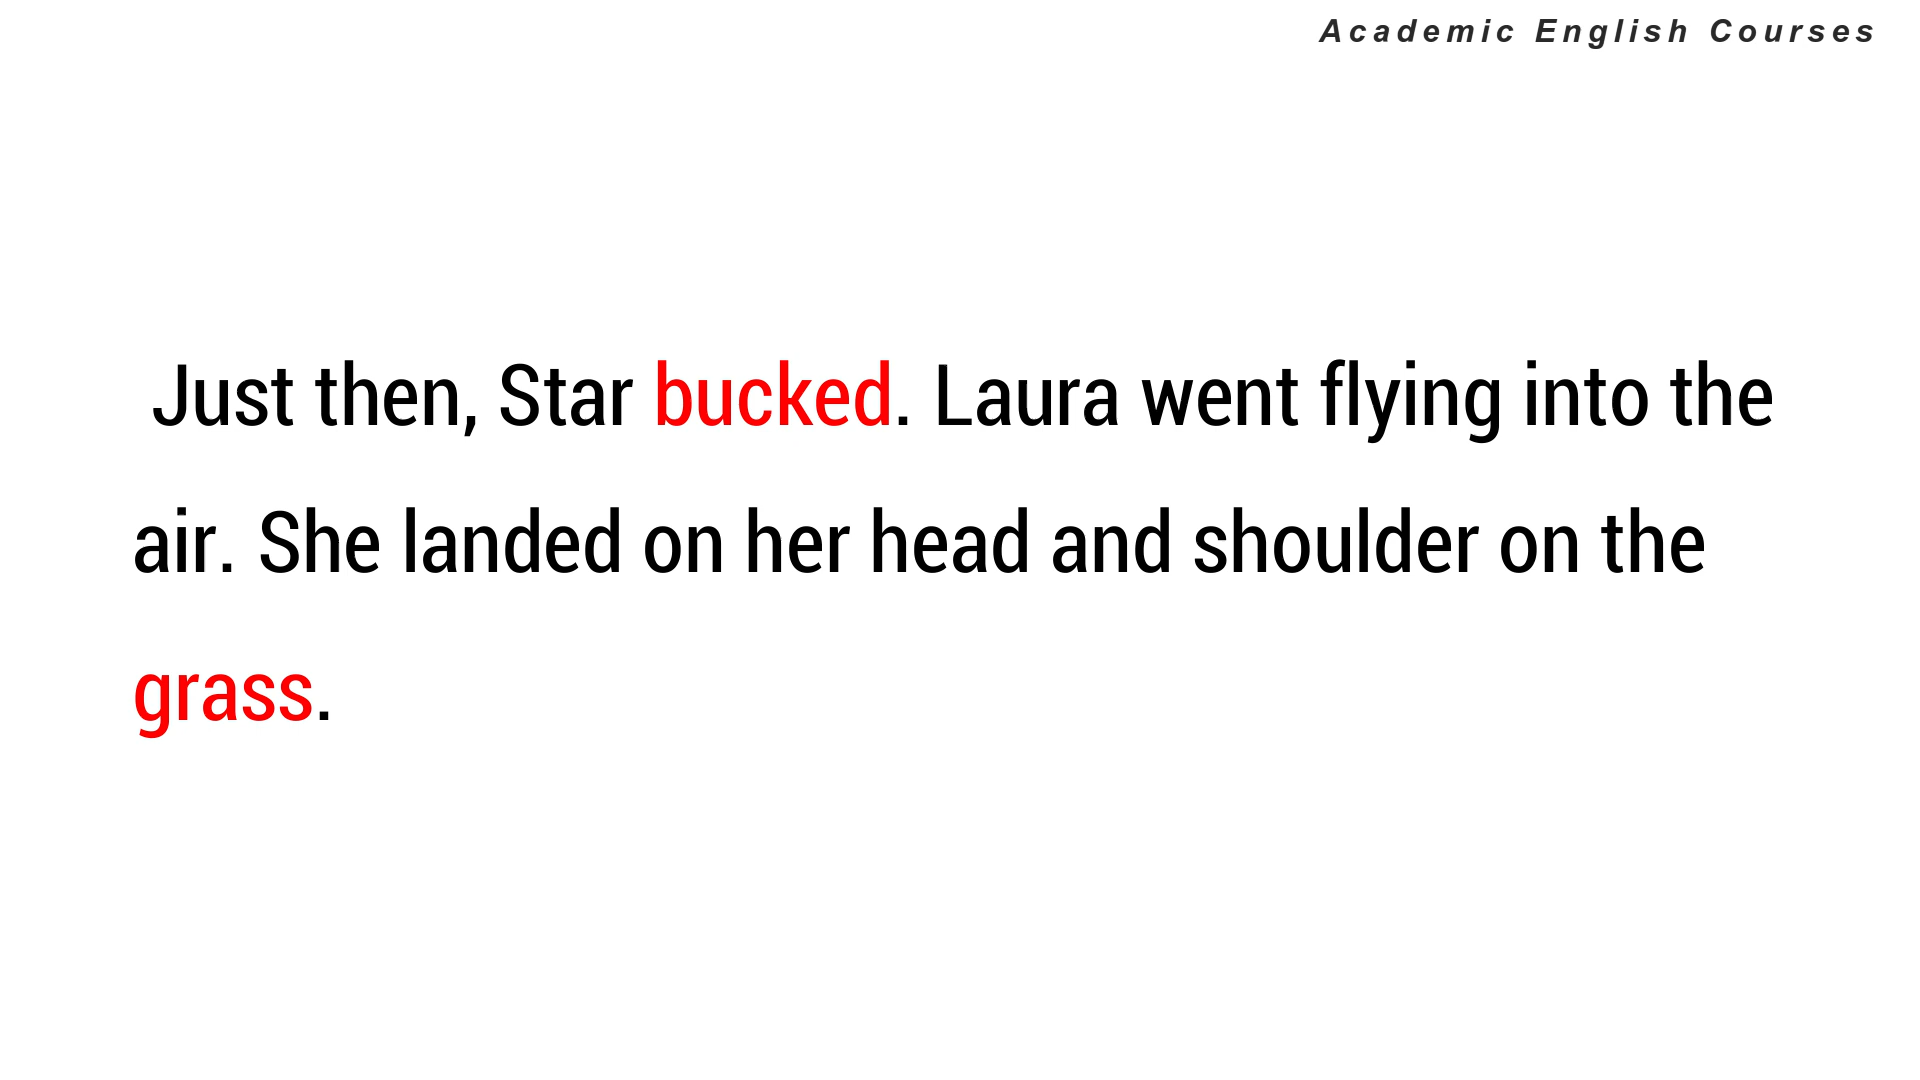 Academic English Courses
Just then, Star bucked. Laura went flying into the
air. She landed on her head and shoulder on the
grass.